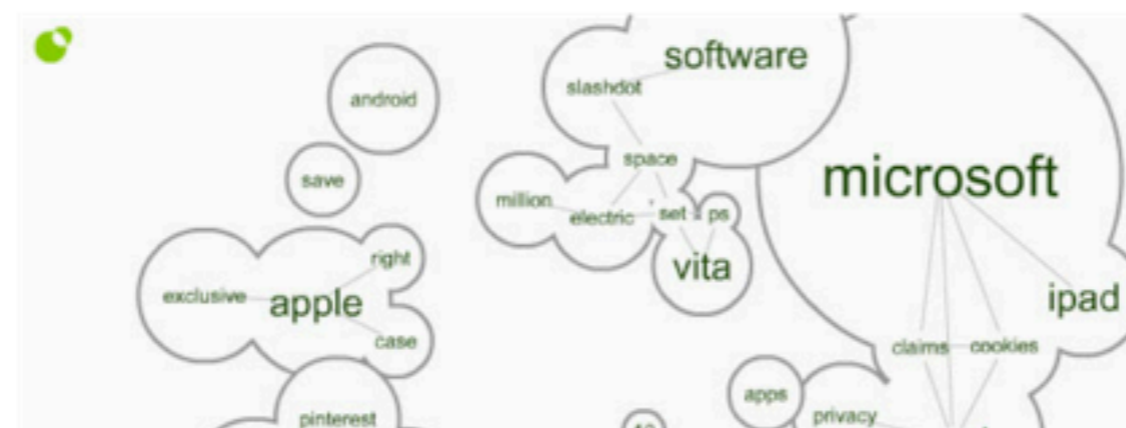 software
slashdot
android
space
microsoft
save
million
electric
set
ps
right
vita
exclusive
apple
ipad
case
claims
cookies
apps
privacy
pinterest